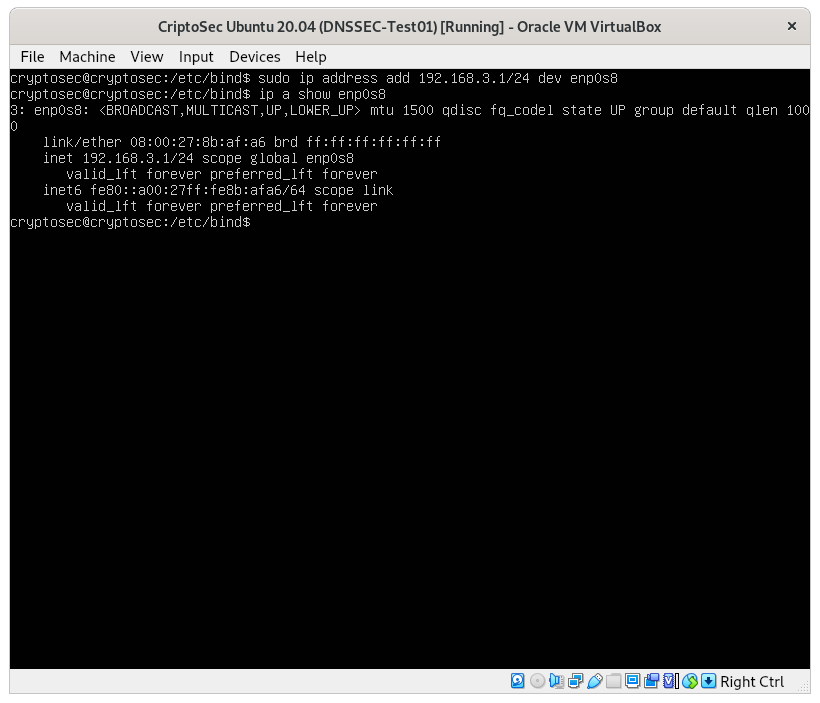 CriptoSec Ubuntu 20.04 (DNSSEC-Test01) [Running] - Oracle VM VirtualBox
File Machine View Input Devices Help
cryptosec@cryptosec:/etc/bind$ sudo ip address add 192.168.3.1/24 dev enp0s8
cryptosec@cryptosec:/etc/bind$ ip a show enp0s8
3: enp0s8: <BROADCAST,MULTICAST,UP,LOWER_UP> mtu 1500 qdisc fq_codel state UP group default qlen 100
0
    link/ether 08:00:27:8b:af:a6 brd ff:ff:ff:ff:ff:ff
    inet 192.168.3.1/24 scope global enp0s8
       valid_lft forever preferred_lft forever
    inet6 fe80::a00:27ff:fe8b:afa6/64 scope link
       valid_lft forever preferred_lft forever
cryptosec@cryptosec:/etc/bind$
Right Ctrl